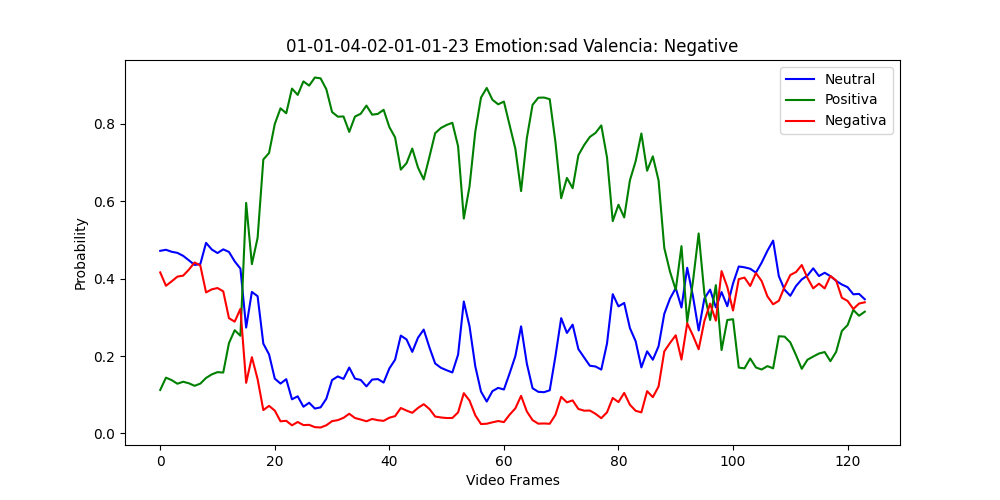 01-01-04-02-01-01-23 Emotion:sad Valencia: Negative
Neutral
Positiva
Negativa
Probability
0.8
0.6
0.4
0.2
0.0
0 20 40 60 80 100 120
Video Frames